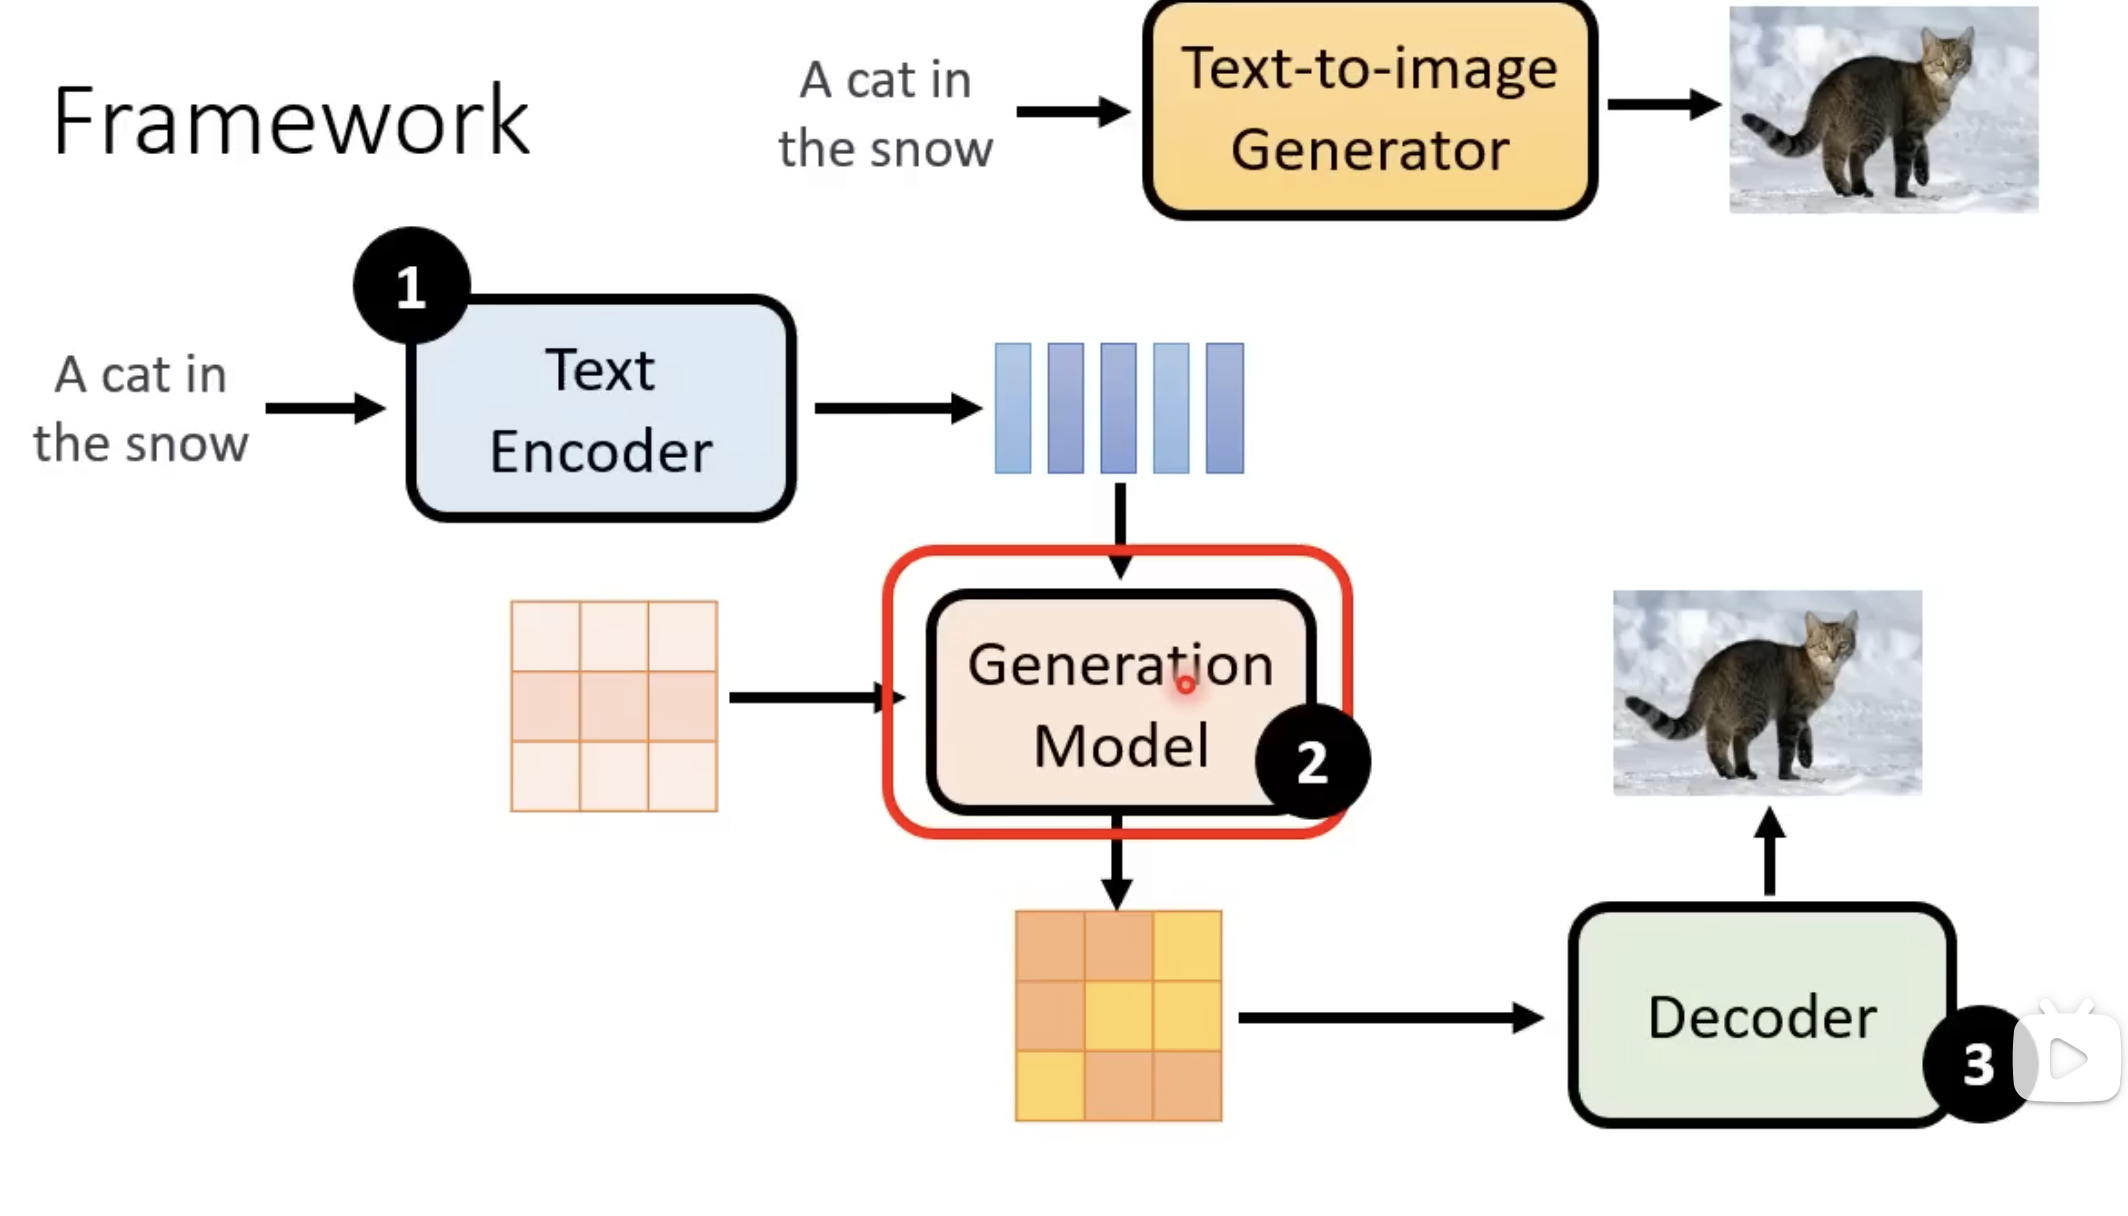 Framework
A cat in
the snow
Text-to-image
Generator
1
A cat in
the snow
Text
Encoder
Generation
Model
2
Decoder
3